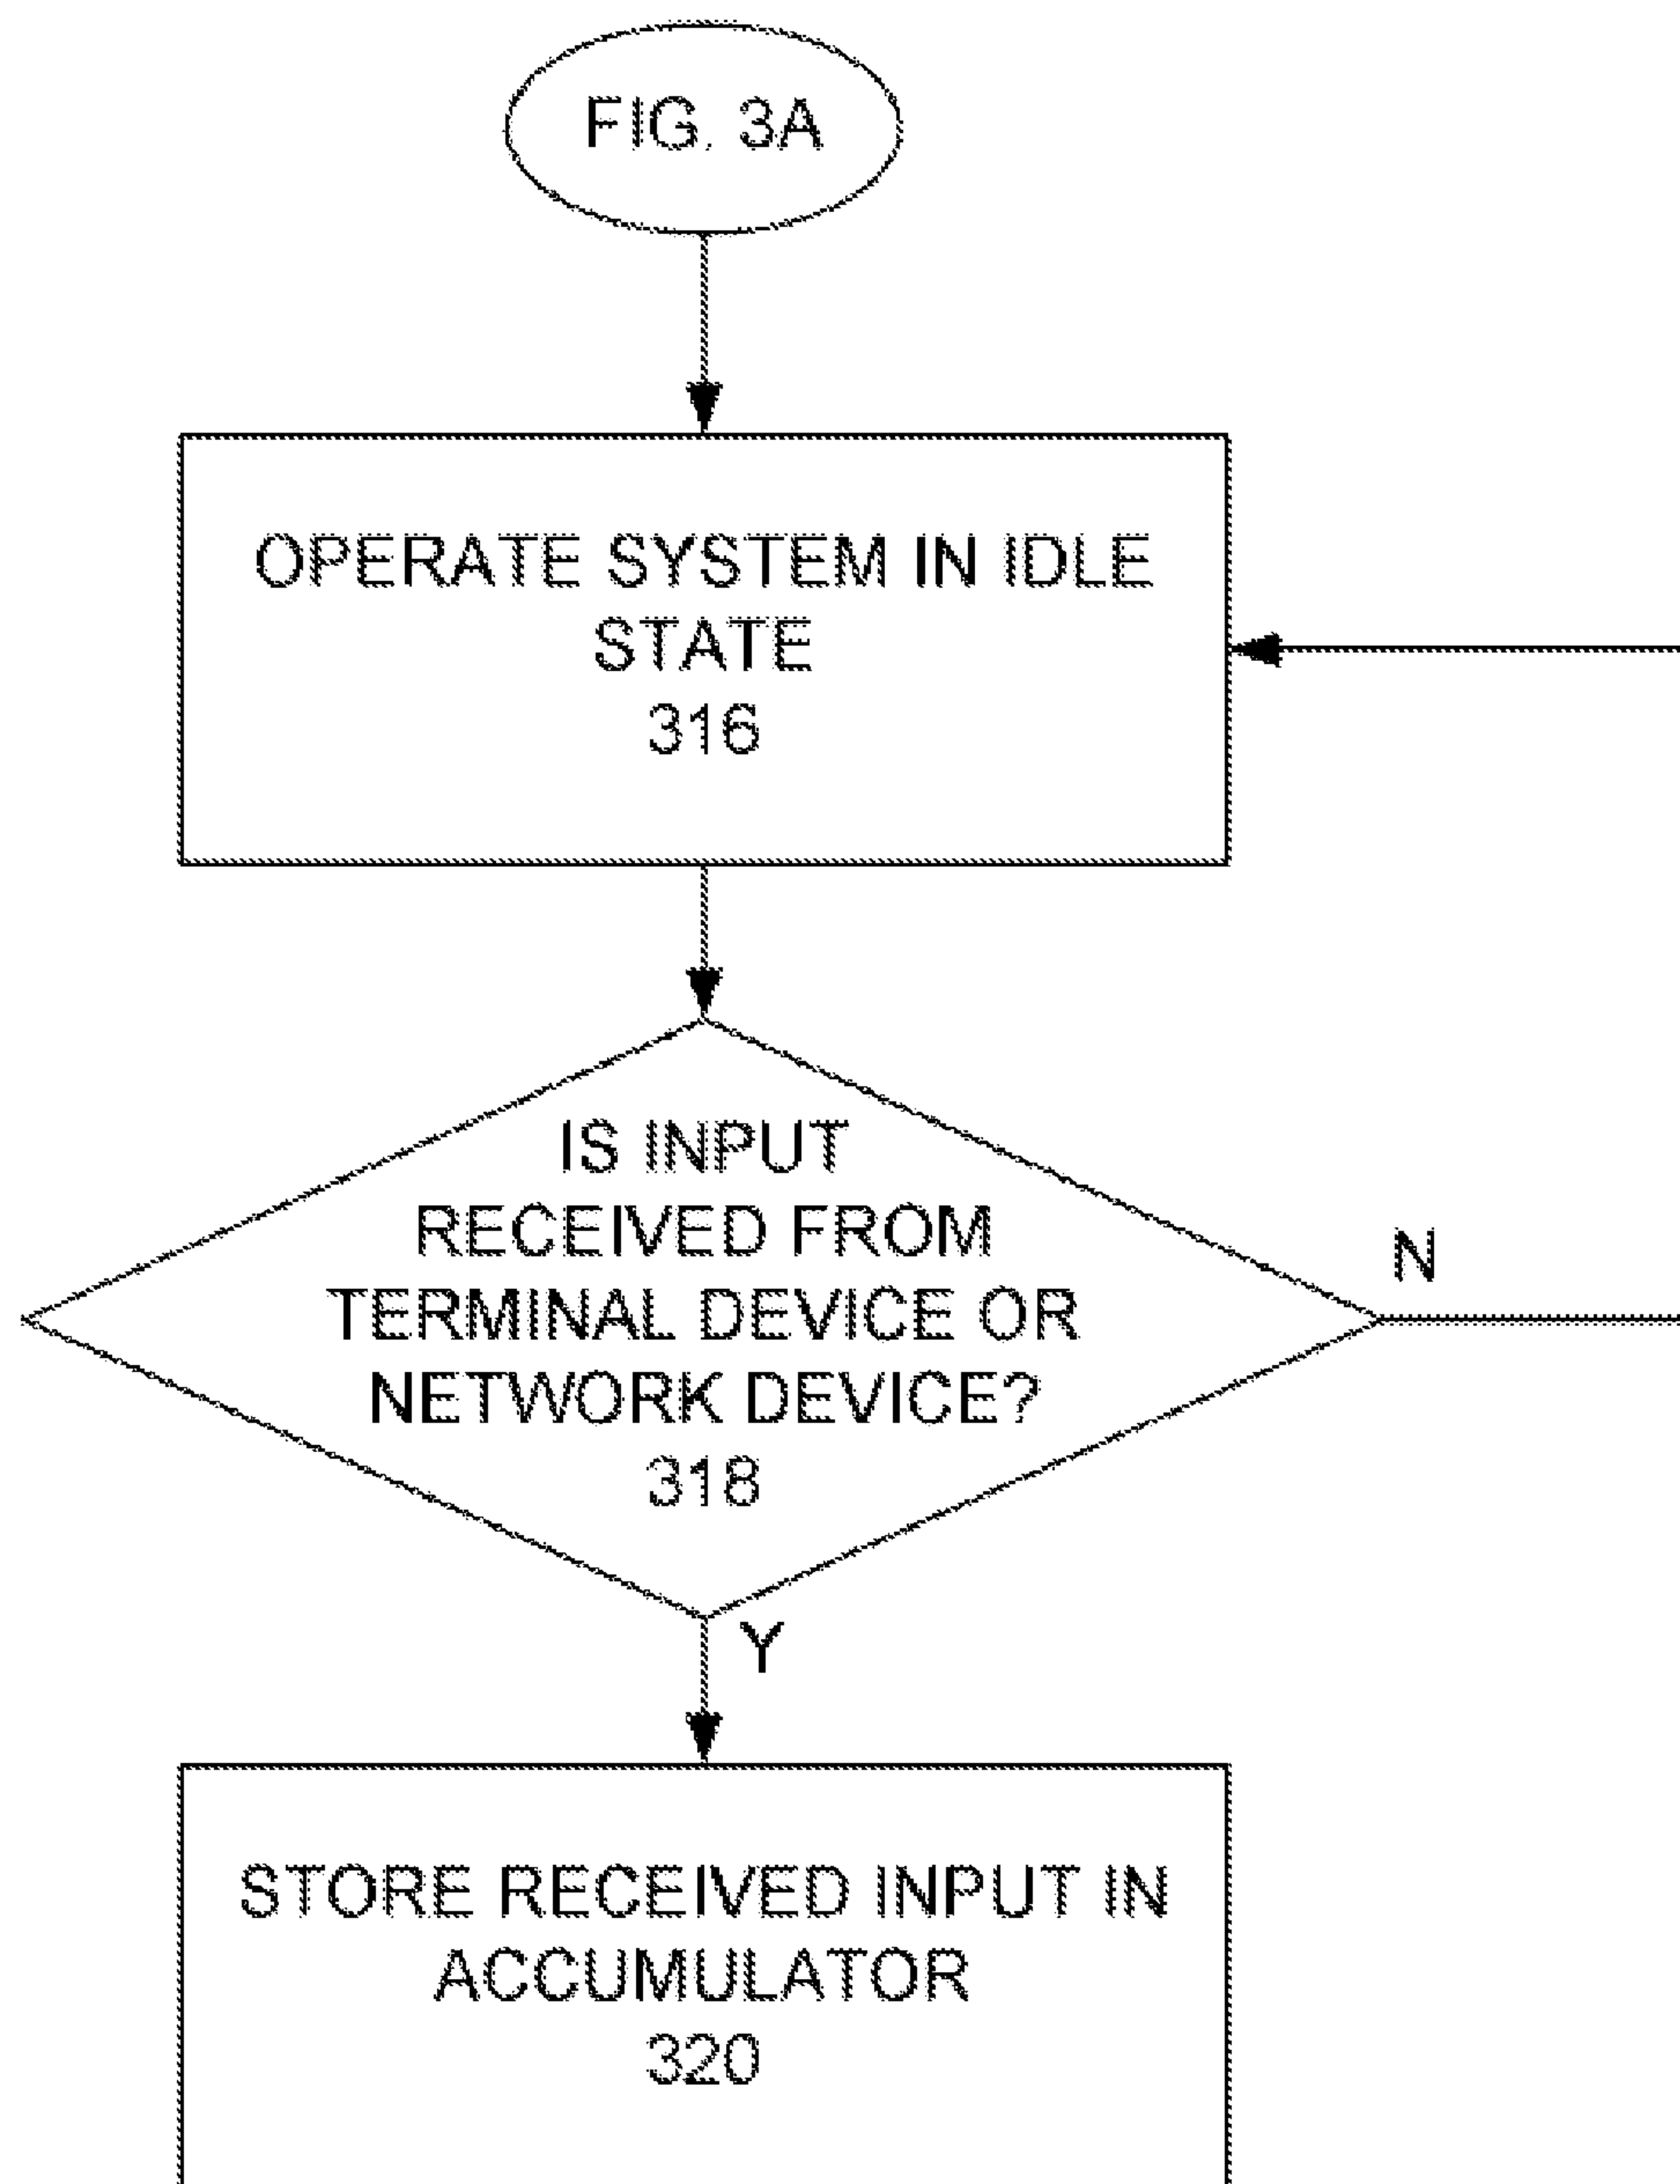 FIG. 3A
OPERATE SYSTEM IN IDLE
STATE
316
IS INPUT
RECEIVED FROM
TERMINAL DEVICE OR
NETWORK DEVICE?
318
N
Y
STORE RECEIVED INPUT IN
ACCUMULATOR
320